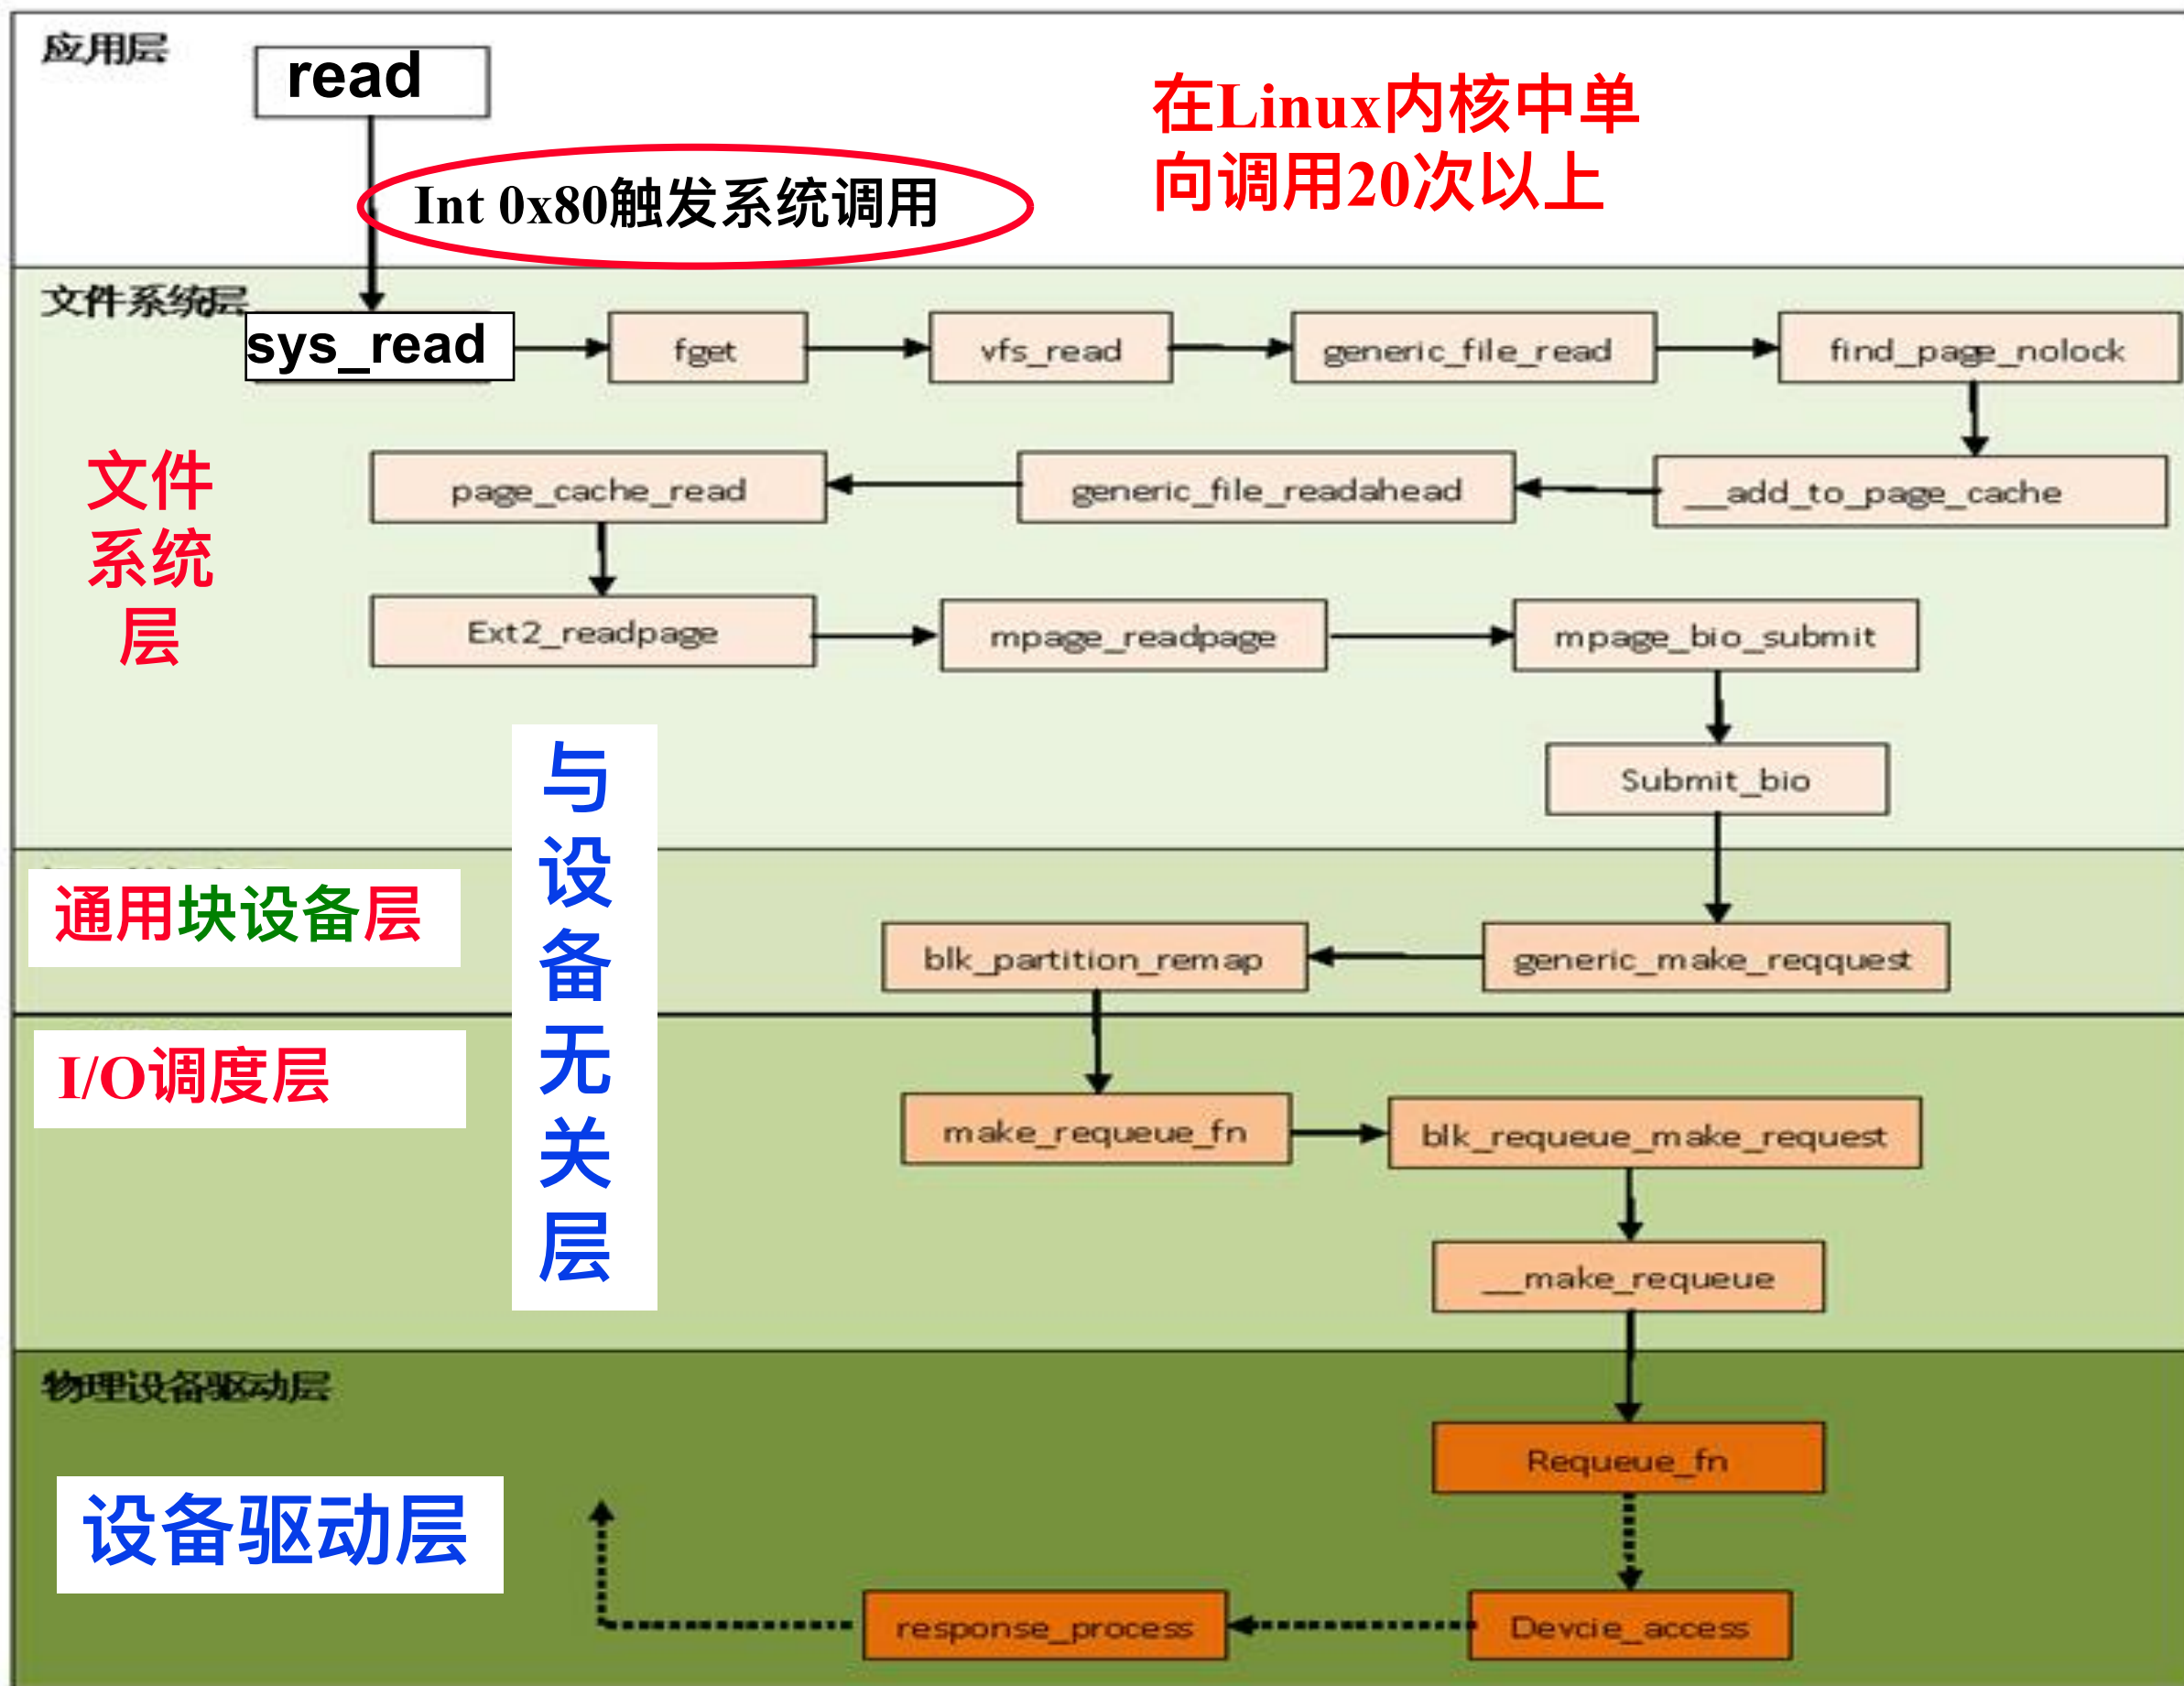 应用层
read
在Linux内核中单
向调用20次以上
Int 0x80触发系统调用
文件系统层
sys_read
fget
vfs_read
generic_file_read
find_page_nolock
文件
系统
层
page_cache_read
generic_file_readahead
__add_to_page_cache
Ext2_readpage
mpage_readpage
mpage_bio_submit
与
设
备
无
关
层
Submit_bio
通用块设备层
blk_partition_remap
generic_make_reqquest
I/O调度层
make_requeue_fn
blk_requeue_make_request
__make_requeue
物理设备驱动层
Requeue_fn
设备驱动层
response_process
Devcie_access